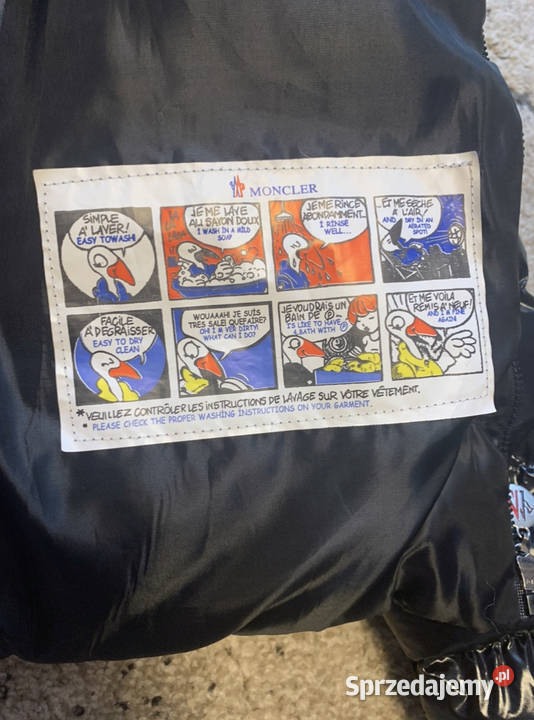 MONCLER
SIMPLE
A' LAVER!
EASY TO WASH!
JE ME LAVE
AU SAVON DOUX
I WASH IN A MILD
SOAP
JE ME RINCE
ABONDAMMENT...
I RINSE
WELL...
..ET ME SECHE
A' L'AIR!
AND I DRY IN AN
AERATED
SPOT!
FACILE
A' DEGRAISSER
EASY TO DRY
CLEAN
WOUAAAH! JE SUIS
TRES SALE! QUE FAIRE?
OH! I'M VERY DIRTY!
WHAT CAN I DO?
JE VOUDRAIS UN
BAIN DE P...
I'S LIKE TO HAVE
A BATH WITH P
ET ME VOILA
REMIS A' NEUF!
AND I'M FINE
AGAIN!
*VEUILLEZ CONTRÔLER LES INSTRUCTIONS DE LAVAGE SUR VÔTRE VÊTEMENT.
* PLEASE CHECK THE PROPER WASHING INSTRUCTIONS ON YOUR GARMENT.
Sprzedajemy.pl